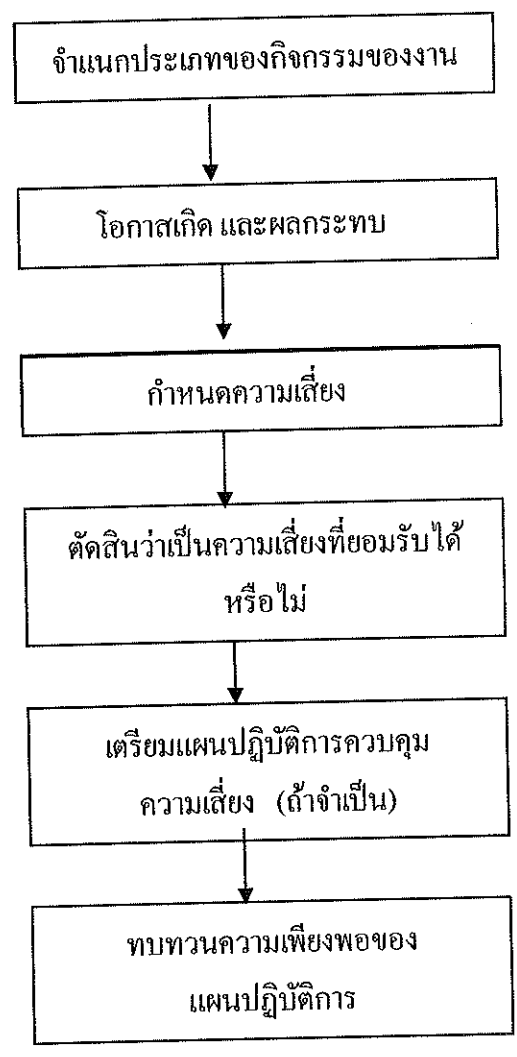 จำแนกประเภทของกิจกรรมของงาน
โอกาสเกิด และผลกระทบ
กำหนดความเสี่ยง
ตัดสินว่าเป็นความเสี่ยงที่ยอมรับได้
หรือไม่
เตรียมแผนปฏิบัติการควบคุม
ความเสี่ยง (ถ้าจำเป็น)
ทบทวนความเพียงพอของ
แผนปฏิบัติการ